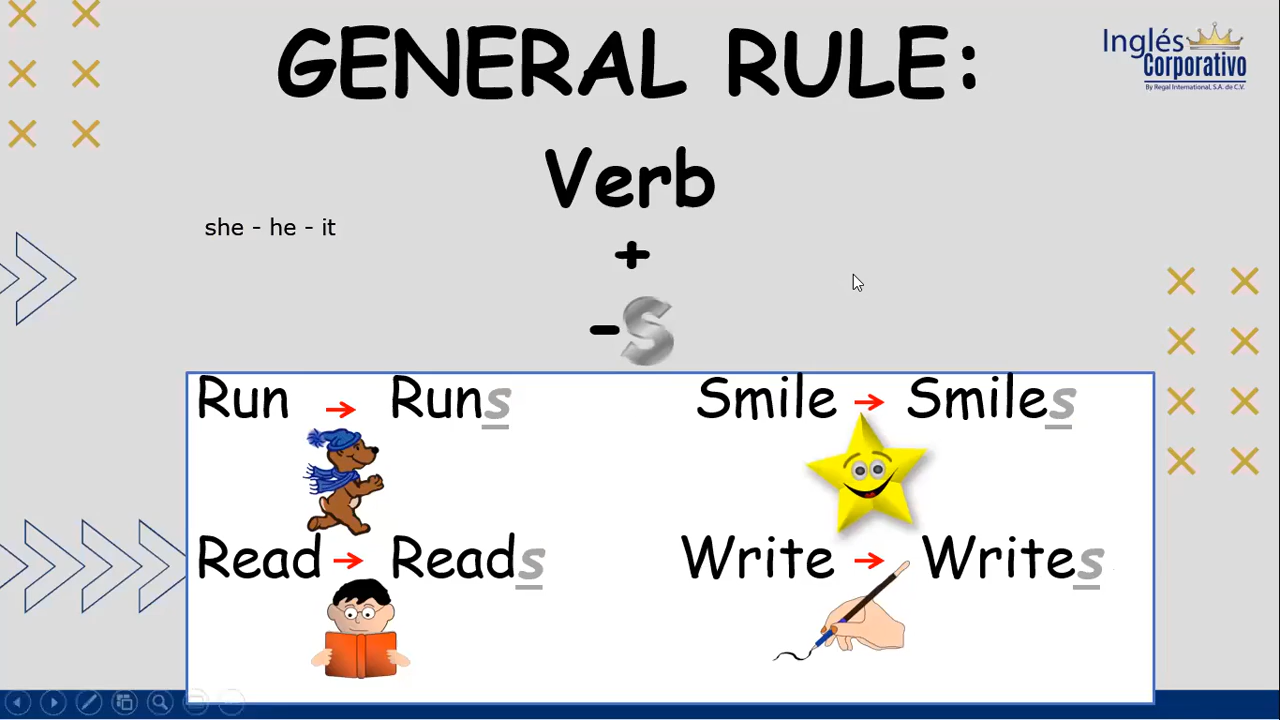 GENERAL RULE:
Inglés
Corporativo
By Regal International, S.A. de C.V.
Verb
she - he - it
+
-s
Run → Runs
Smile → Smiles
Read → Reads
Write → Writes